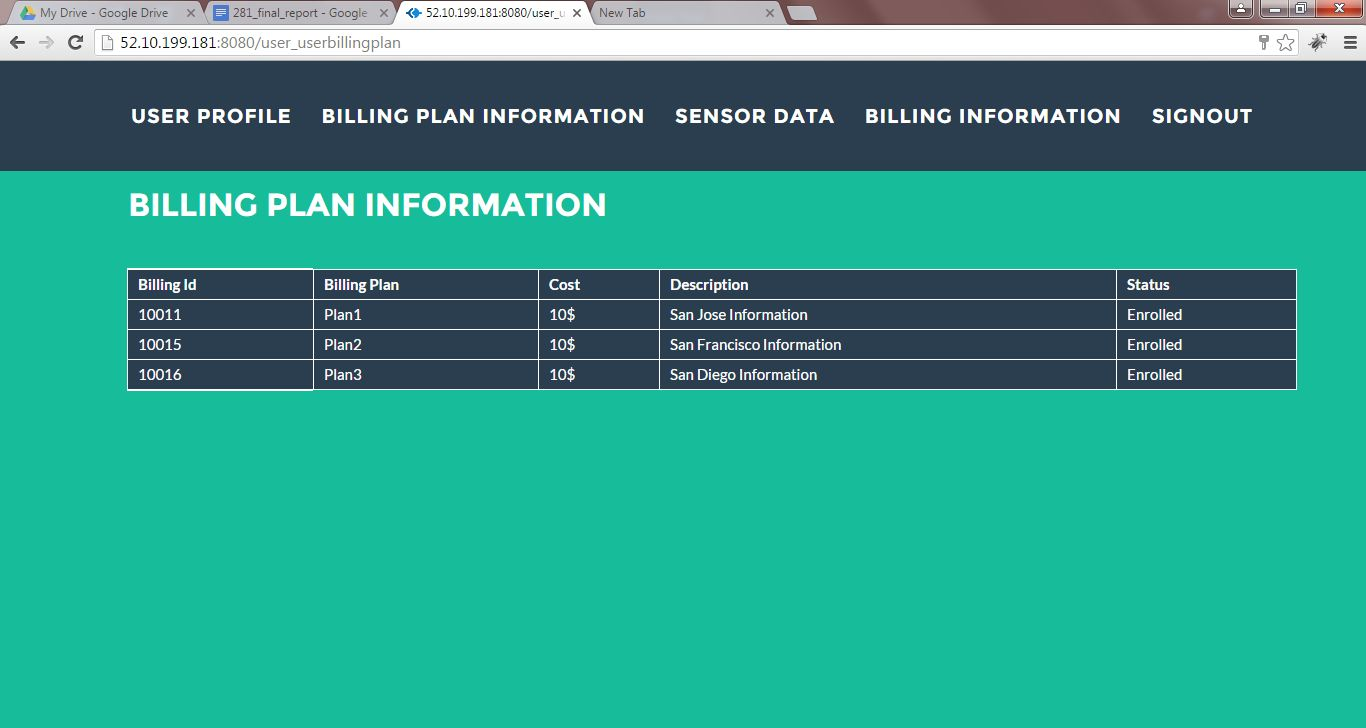 My Drive - Google Drive
281_final_report - Google
52.10.199.181:8080/user_u
New Tab
52.10.199.181:8080/user_userbillingplan
USER PROFILE BILLING PLAN INFORMATION SENSOR DATA BILLING INFORMATION SIGNOUT
BILLING PLAN INFORMATION
Billing Id Billing Plan Cost Description Status
10011 Plan1 10$ San Jose Information Enrolled
10015 Plan2 10$ San Francisco Information Enrolled
10016 Plan3 10$ San Diego Information Enrolled